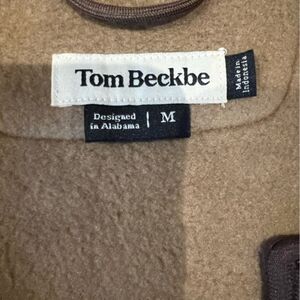 Tom Beckbe
Made in
Indonesia
Designed
in Alabama
M